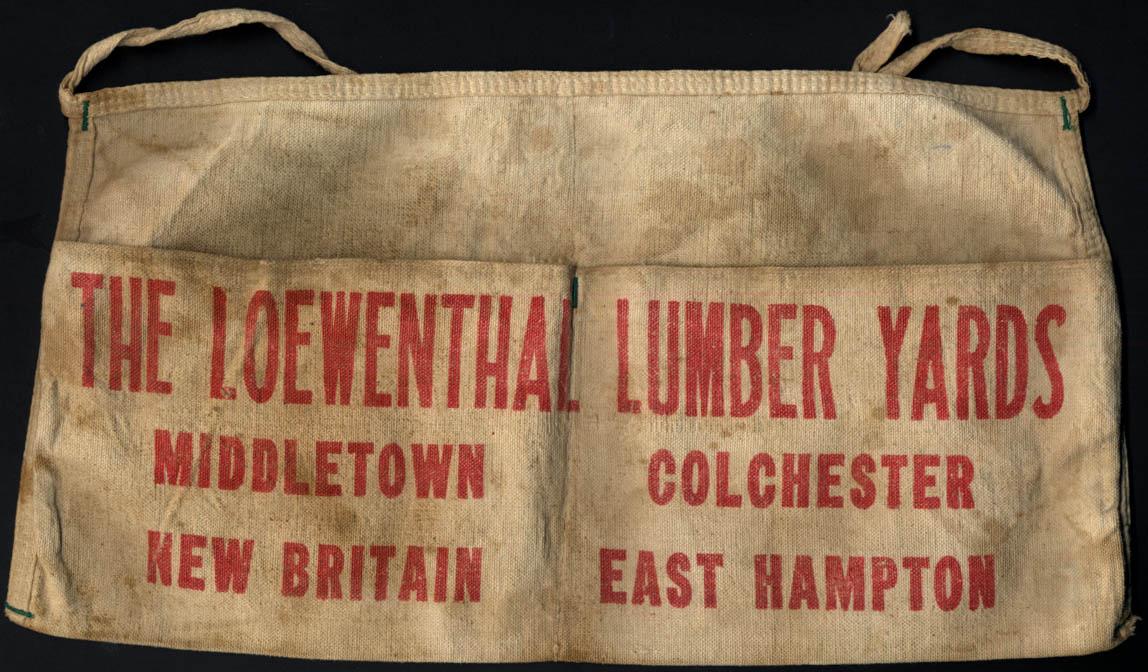 THE LOEWENTHAL LUMBER YARDS
MIDDLETOWN COLCHESTER
NEW BRITAIN EAST HAMPTON